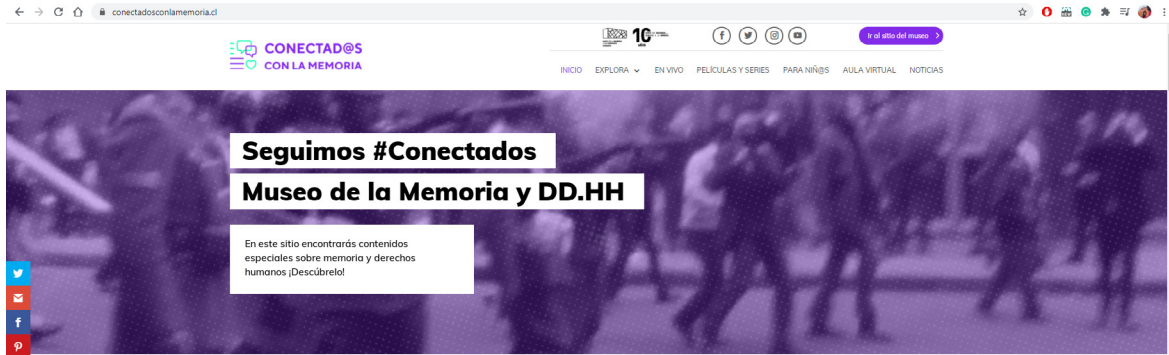 conectadosconlamemoria.cl
CONECTAD@S
CON LA MEMORIA
10
años
Ir al sitio del museo
INICIO EXPLORA EN VIVO PELÍCULAS Y SERIES PARA NIÑ@S AULA VIRTUAL NOTICIAS
Seguimos #Conectados
Museo de la Memoria y DD.HH
En este sitio encontrarás contenidos
especiales sobre memoria y derechos
humanos ¡Descúbrelo!